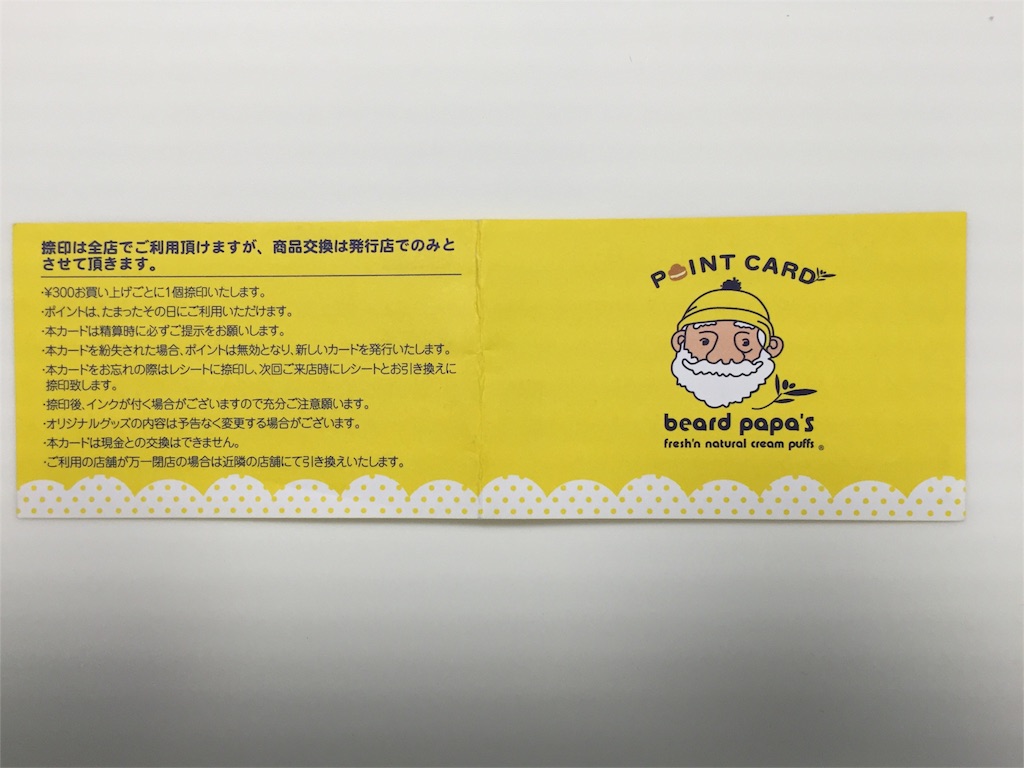 捺印は全店でご利用頂けますが、商品交換は発行店でのみと
させて頂きます。
・¥300お買い上げごとに1個捺印いたします。
・ポイントは、たまったその日にご利用いただけます。
・本カードは精算時に必ずご提示をお願いします。
・本カードを紛失された場合、ポイントは無効となり、新しいカードを発行いたします。
・本カードをお忘れの際はレシートに捺印し、次回ご来店時にレシートとお引き換えに
捺印致します。
・捺印後、インクが付く場合がございますので充分ご注意願います。
・オリジナルグッズの内容は予告なく変更する場合がございます。
・本カードは現金との交換はできません。
・ご利用の店舗が万一閉店の場合は近隣の店舗にて引き換えいたします。
POINT CARD
beard papa's
fresh'n natural cream puffs ®